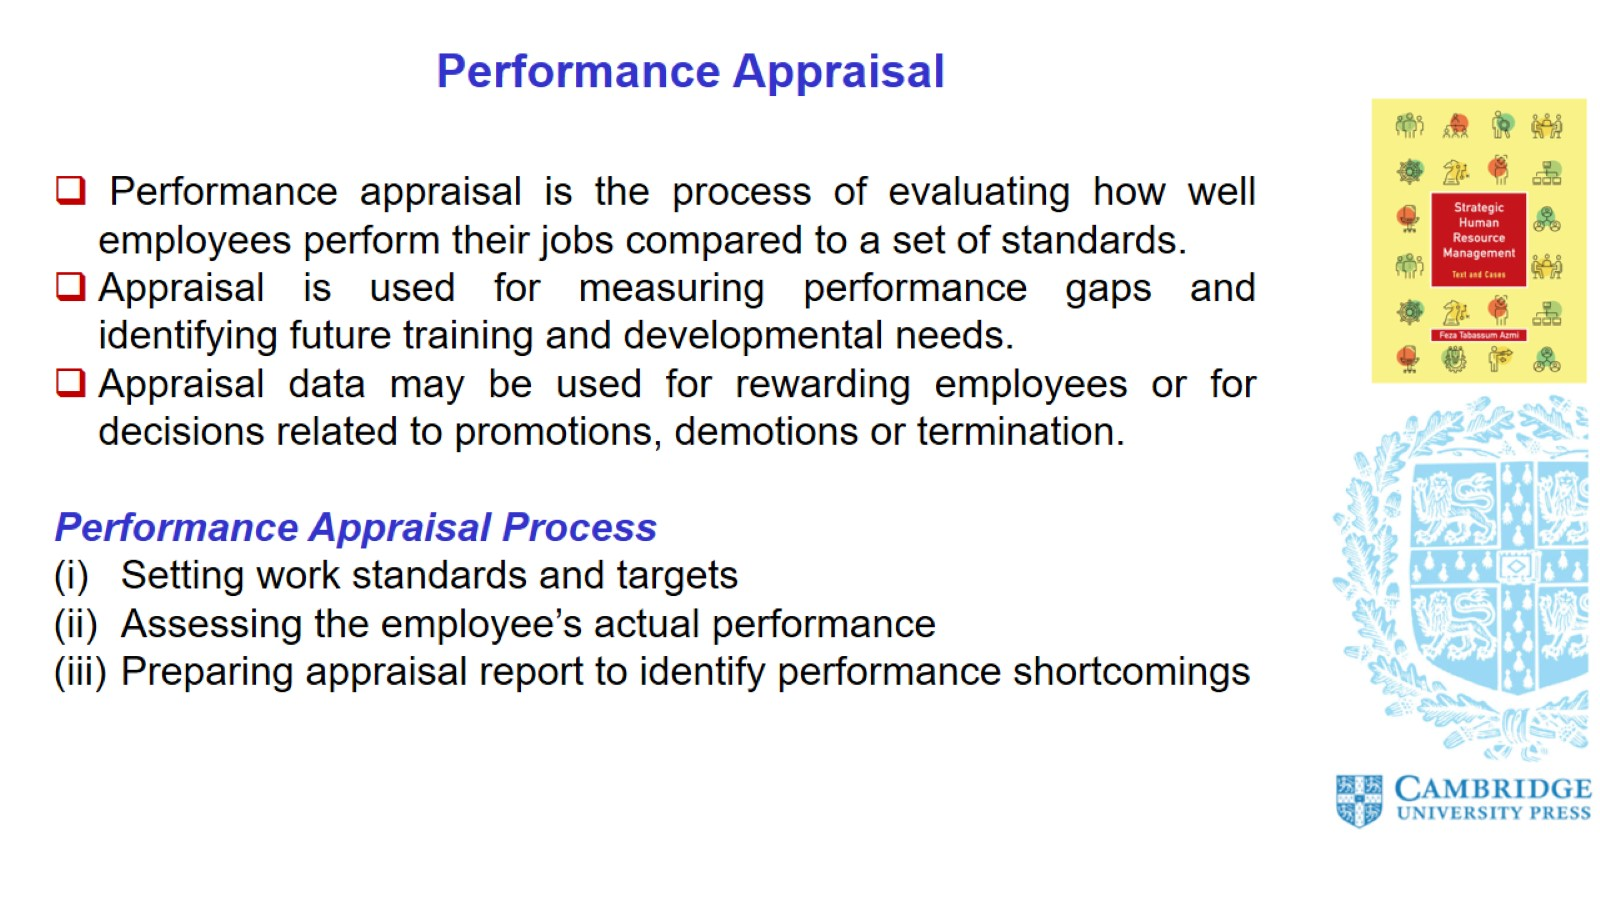 Performance Appraisal
❑ Performance appraisal is the process of evaluating how well
employees perform their jobs compared to a set of standards.
❑ Appraisal is used for measuring performance gaps and
identifying future training and developmental needs.
❑ Appraisal data may be used for rewarding employees or for
decisions related to promotions, demotions or termination.
Performance Appraisal Process
(i) Setting work standards and targets
(ii) Assessing the employee’s actual performance
(iii) Preparing appraisal report to identify performance shortcomings
Strategic
Human
Resource
Management
Text and Cases
Feza Tabassum Azmi
CAMBRIDGE
UNIVERSITY PRESS